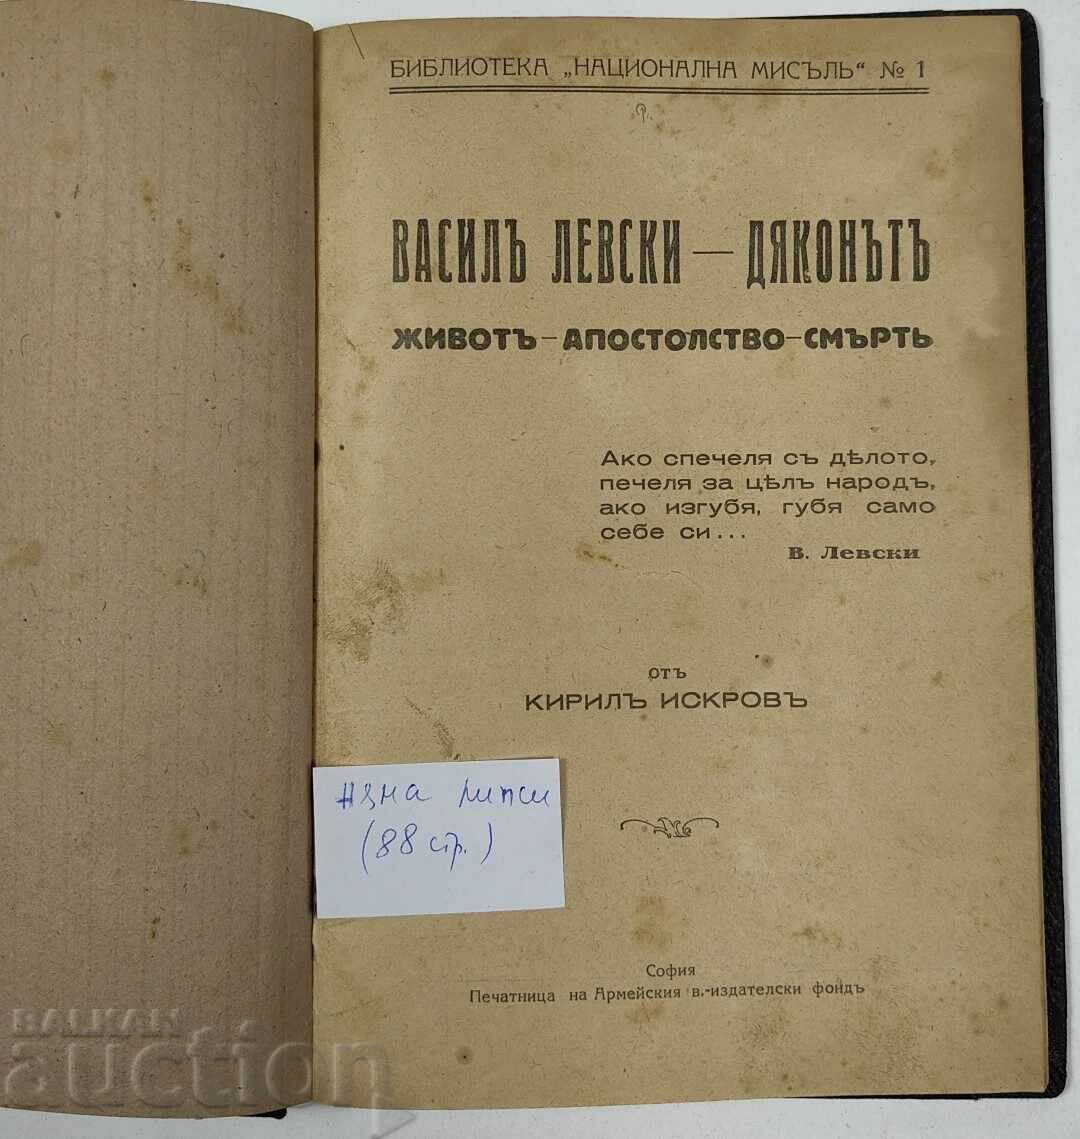 БИБЛИОТЕКА „НАЦИОНАЛНА МИСЪЛЬ“ № 1
ВАСИЛЪ ЛЕВСКИ — ДЯКОНЪТЪ
ЖИВОТЪ–АПОСТОЛСТВО–СМЪРТЬ
Ако спечеля съ дѣлото,
печеля за цѣлъ народъ,
ако изгубя, губя само
себе си...
В. Левски
отъ
КИРИЛЪ ИСКРОВЪ
няма липси
(88 стр.)
София
Печатница на Армейския в.-издателски фондъ
BALKAN
auction